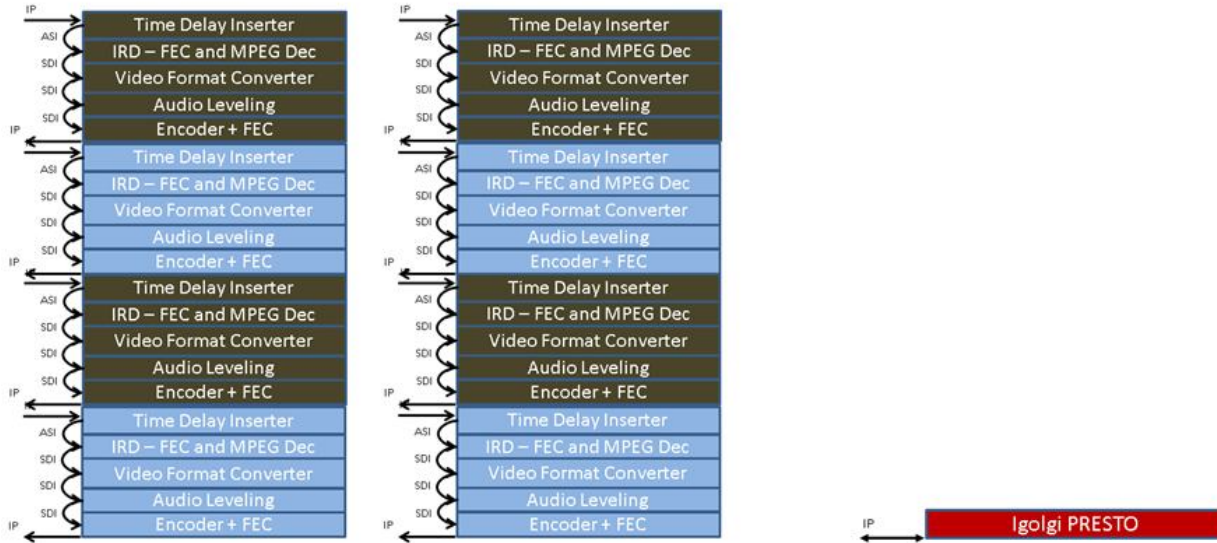 IP
Time Delay Inserter
ASI
IRD – FEC and MPEG Dec
SDI
Video Format Converter
SDI
Audio Leveling
SDI
Encoder + FEC
IP
Time Delay Inserter
ASI
IRD – FEC and MPEG Dec
SDI
Video Format Converter
SDI
Audio Leveling
SDI
Encoder + FEC
IP
Time Delay Inserter
ASI
IRD – FEC and MPEG Dec
SDI
Video Format Converter
SDI
Audio Leveling
SDI
Encoder + FEC
IP
Time Delay Inserter
ASI
IRD – FEC and MPEG Dec
SDI
Video Format Converter
SDI
Audio Leveling
SDI
Encoder + FEC
IP
IP
Time Delay Inserter
ASI
IRD – FEC and MPEG Dec
SDI
Video Format Converter
SDI
Audio Leveling
SDI
Encoder + FEC
IP
Time Delay Inserter
ASI
IRD – FEC and MPEG Dec
SDI
Video Format Converter
SDI
Audio Leveling
SDI
Encoder + FEC
IP
Time Delay Inserter
ASI
IRD – FEC and MPEG Dec
SDI
Video Format Converter
SDI
Audio Leveling
SDI
Encoder + FEC
IP
Time Delay Inserter
ASI
IRD – FEC and MPEG Dec
SDI
Video Format Converter
SDI
Audio Leveling
SDI
Encoder + FEC
IP
IP
Igolgi PRESTO